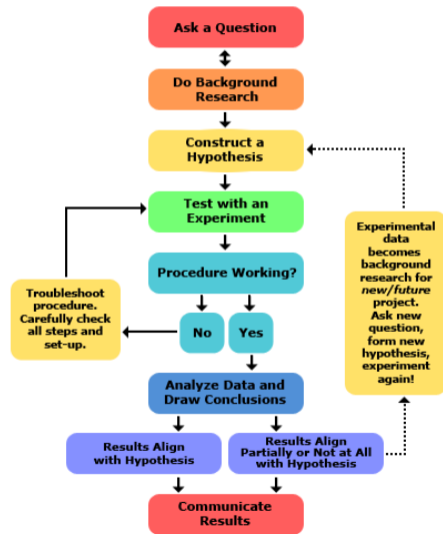 Ask a Question
Do Background
Research
Construct a
Hypothesis
Test with an
Experiment
Procedure Working?
Troubleshoot
procedure.
Carefully check
all steps and
set-up.
No
Yes
Experimental
data
becomes
background
research for
new/future
project.
Ask new
question,
form new
hypothesis,
experiment
again!
Analyze Data and
Draw Conclusions
Results Align
with Hypothesis
Results Align
Partially or Not at All
with Hypothesis
Communicate
Results